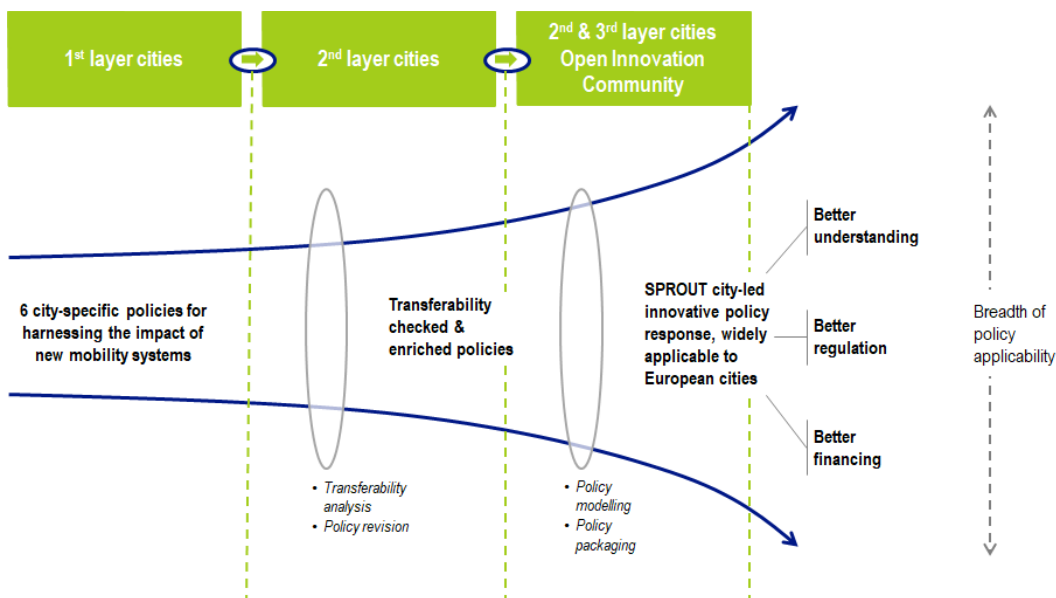 1st layer cities
2nd layer cities
2nd & 3rd layer cities
Open Innovation
Community
6 city-specific policies for
harnessing the impact of
new mobility systems
Transferability
checked &
enriched policies
SPROUT city-led
innovative policy
response, widely
applicable to
European cities
Better
understanding
Better
regulation
Better
financing
Breadth of
policy
applicability
• Transferability
analysis
• Policy revision
• Policy
modelling
• Policy
packaging